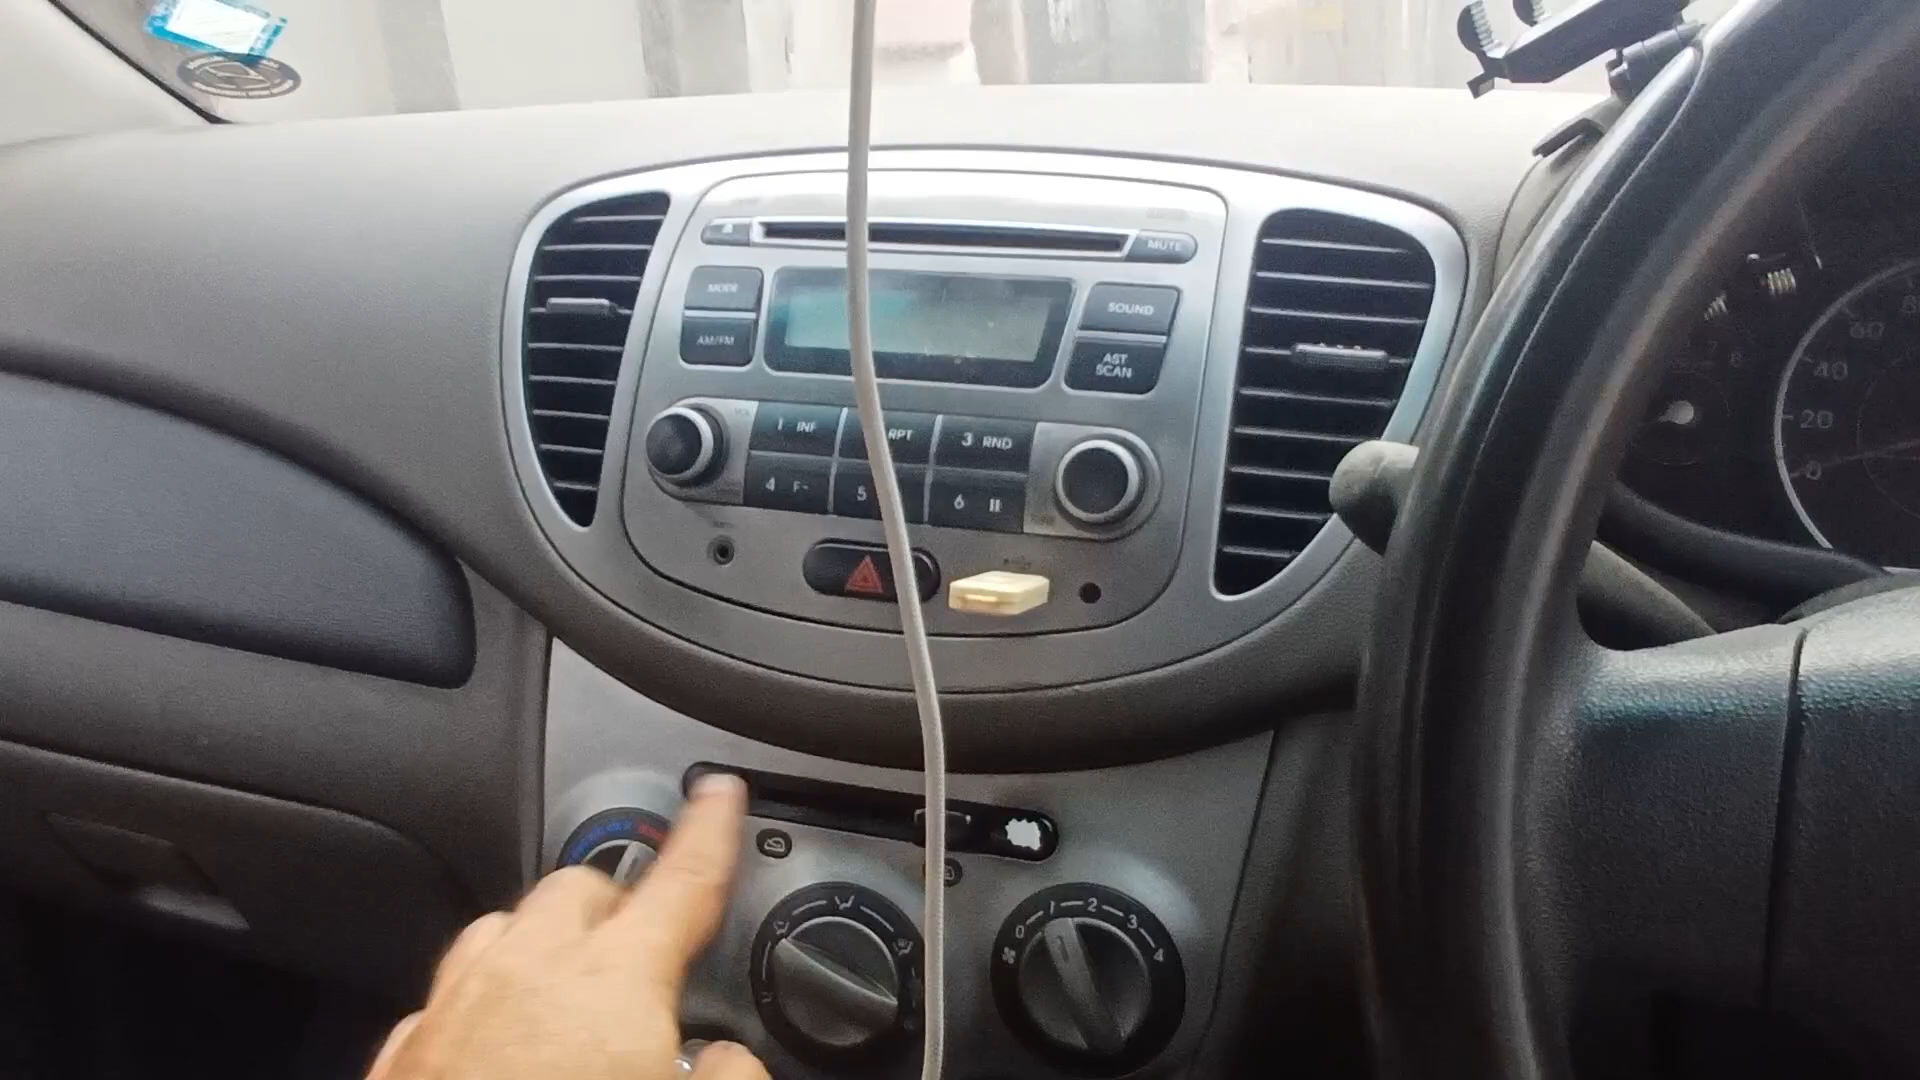 MUTE
MODE
SOUND
AM/FM
AST
SCAN
VOL
1 INF
RPT
3 RND
4 F-
5
6
60
40
20
0
0 1 2 3 4